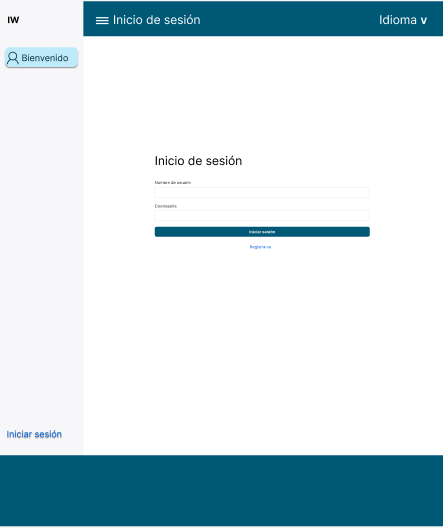 IW
Inicio de sesión
Idioma v
Bienvenido
Inicio de sesión
Nombre de usuario
Contraseña
Iniciar sesión
Registrarse
Iniciar sesión